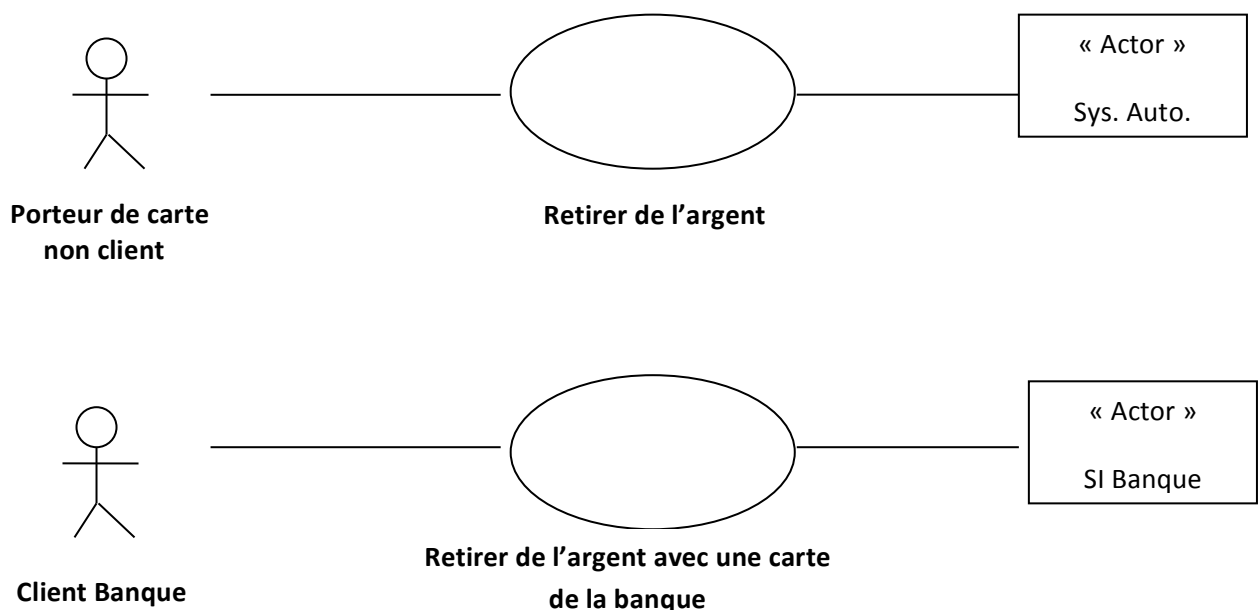 « Actor »
Sys. Auto.
Porteur de carte
non client
Retirer de l’argent
« Actor »
SI Banque
Retirer de l’argent avec une carte
de la banque
Client Banque